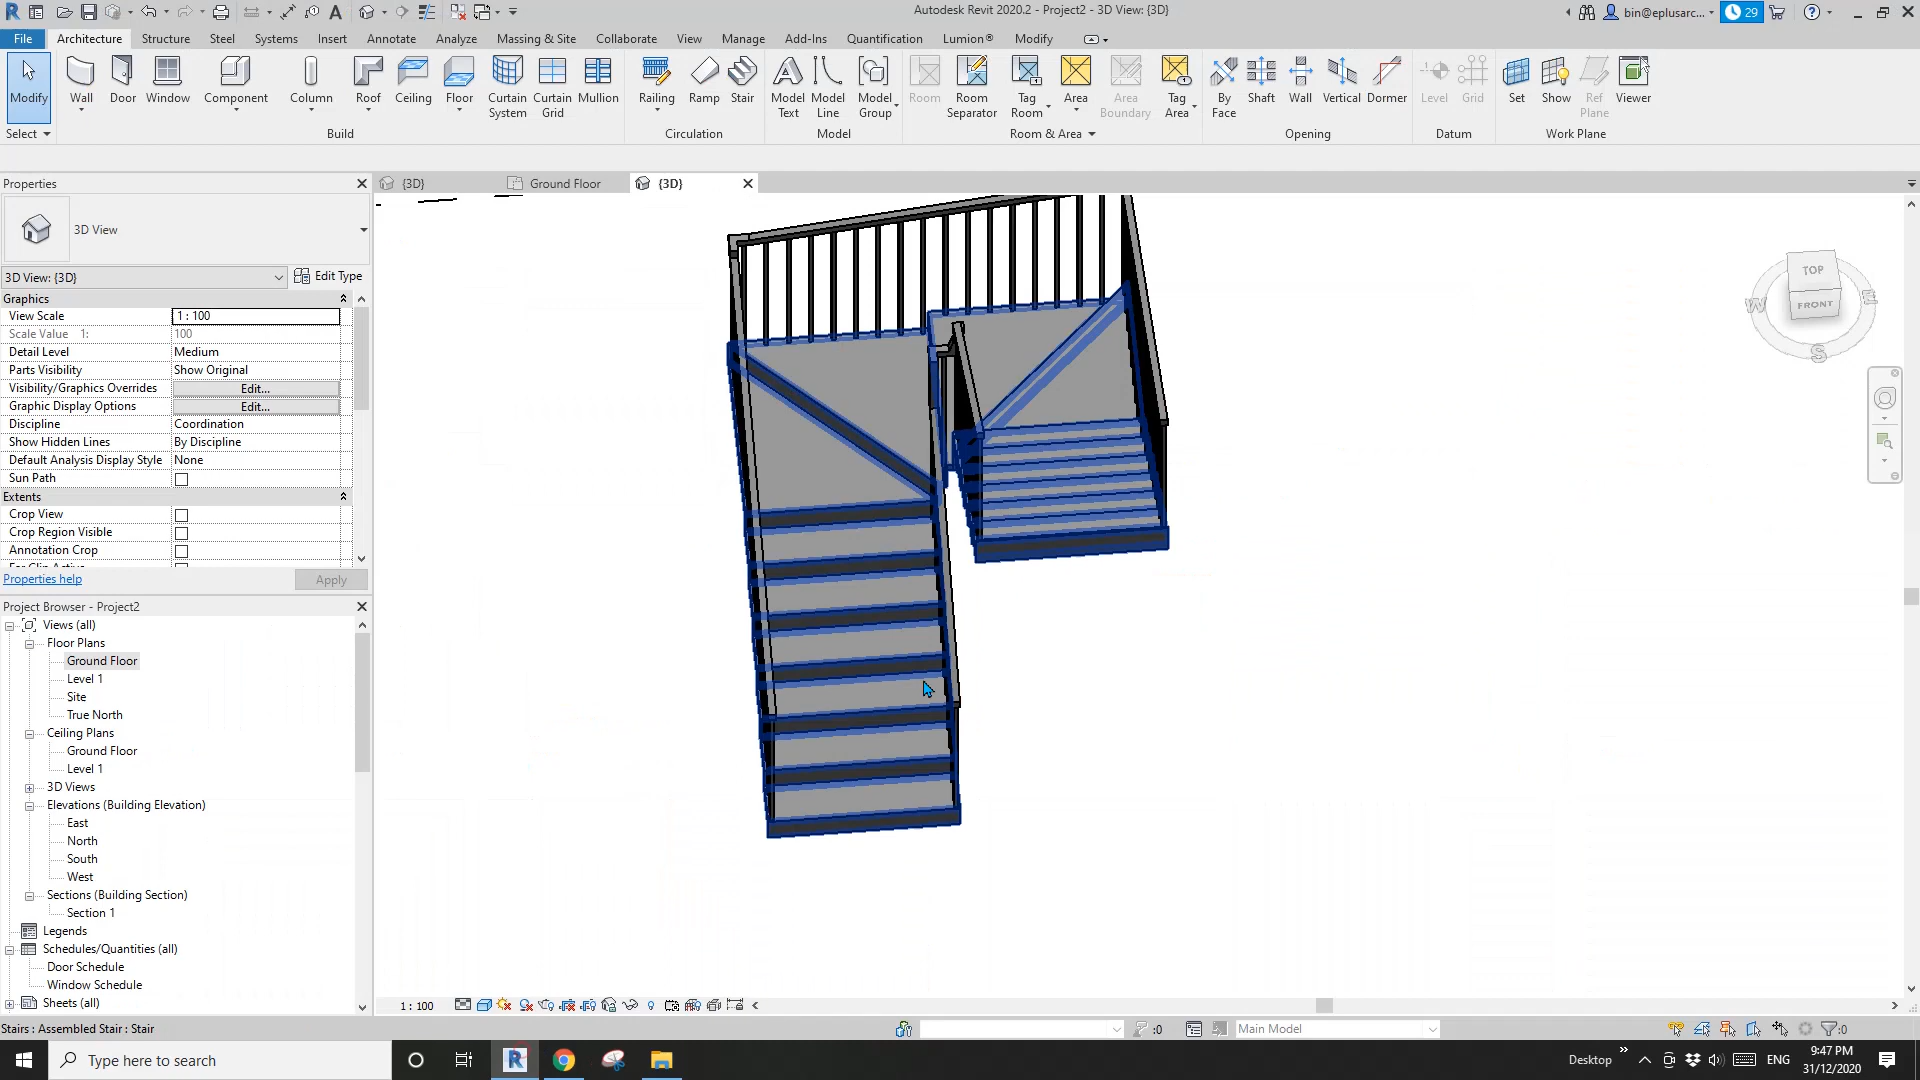 Autodesk Revit 2020.2 - Project2 - 3D View: {3D}
bin@eplusarc...
29
File
Architecture
Structure
Steel
Systems
Insert
Annotate
Analyze
Massing & Site
Collaborate
View
Manage
Add-Ins
Quantification
Lumion®
Modify
Modify
Wall
Door
Window
Component
Column
Roof
Ceiling
Floor
Curtain
System
Curtain
Grid
Mullion
Railing
Ramp
Stair
Model
Text
Model
Line
Model
Group
Room
Room
Separator
Tag
Room
Area
Area
Boundary
Tag
Area
By
Face
Shaft
Wall
Vertical
Dormer
Level
Grid
Set
Show
Ref
Plane
Viewer
Select
Build
Circulation
Model
Room & Area
Opening
Datum
Work Plane
Properties
{3D}
Ground Floor
{3D}
3D View
3D View: {3D}
Edit Type
Graphics
View Scale 1 : 100
Scale Value 1: 100
Detail Level Medium
Parts Visibility Show Original
Visibility/Graphics Overrides Edit...
Graphic Display Options Edit...
Discipline Coordination
Show Hidden Lines By Discipline
Default Analysis Display Style None
Sun Path
Extents
Crop View
Crop Region Visible
Annotation Crop
Properties help
Apply
TOP
FRONT
W
E
S
Project Browser - Project2
Views (all)
Floor Plans
Ground Floor
Level 1
Site
True North
Ceiling Plans
Ground Floor
Level 1
3D Views
Elevations (Building Elevation)
East
North
South
West
Sections (Building Section)
Section 1
Legends
Schedules/Quantities (all)
Door Schedule
Window Schedule
Sheets (all)
1 : 100
Stairs : Assembled Stair : Stair
:0
Main Model
:0
Type here to search
Desktop
ENG
9:47 PM
31/12/2020